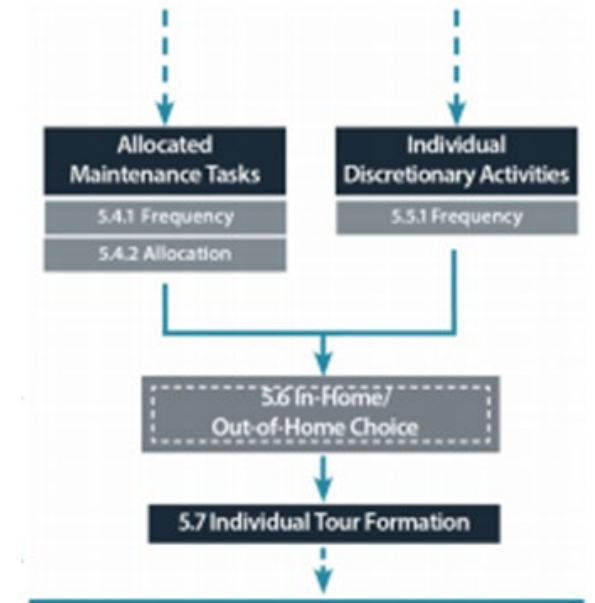 Allocated
Maintenance Tasks
5.4.1 Frequency
5.4.2 Allocation
Individual
Discretionary Activities
5.5.1 Frequency
5.6 In-Home/
Out-of-Home Choice
5.7 Individual Tour Formation